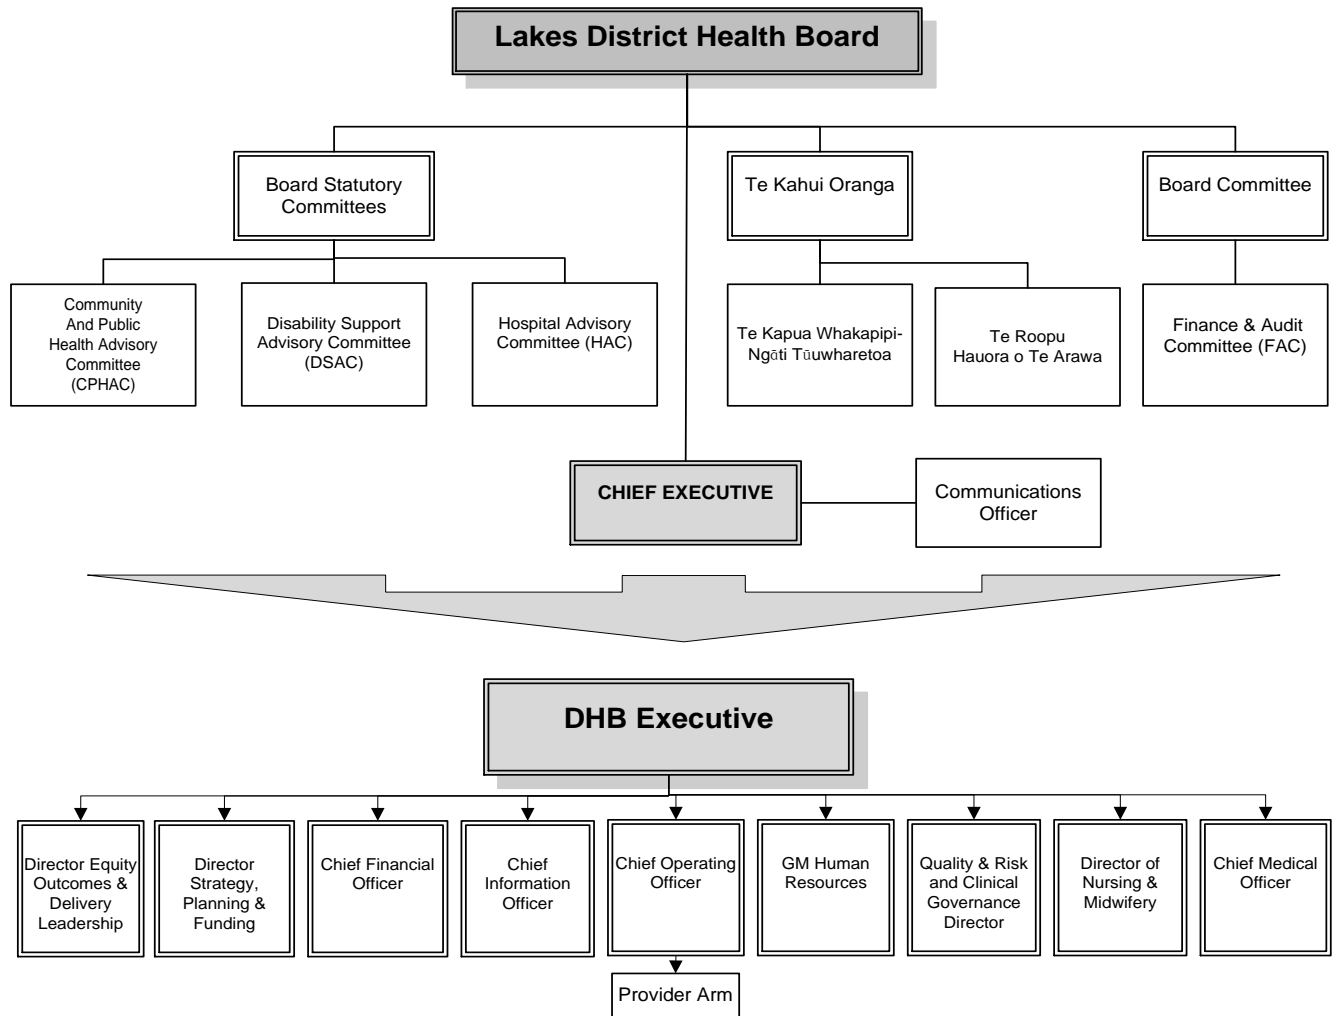 Lakes District Health Board
Board Statutory
Committees
Te Kahui Oranga
Board Committee
Community
And Public
Health Advisory
Committee
(CPHAC)
Disability Support
Advisory Committee
(DSAC)
Hospital Advisory
Committee (HAC)
Te Kapua Whakapipi-
Ngāti Tūuwharetoa
Te Roopu
Hauora o Te Arawa
Finance & Audit
Committee (FAC)
CHIEF EXECUTIVE
Communications
Officer
DHB Executive
Director Equity
Outcomes &
Delivery
Leadership
Director
Strategy,
Planning &
Funding
Chief Financial
Officer
Chief
Information
Officer
Chief Operating
Officer
GM Human
Resources
Quality & Risk
and Clinical
Governance
Director
Director of
Nursing &
Midwifery
Chief Medical
Officer
Provider Arm